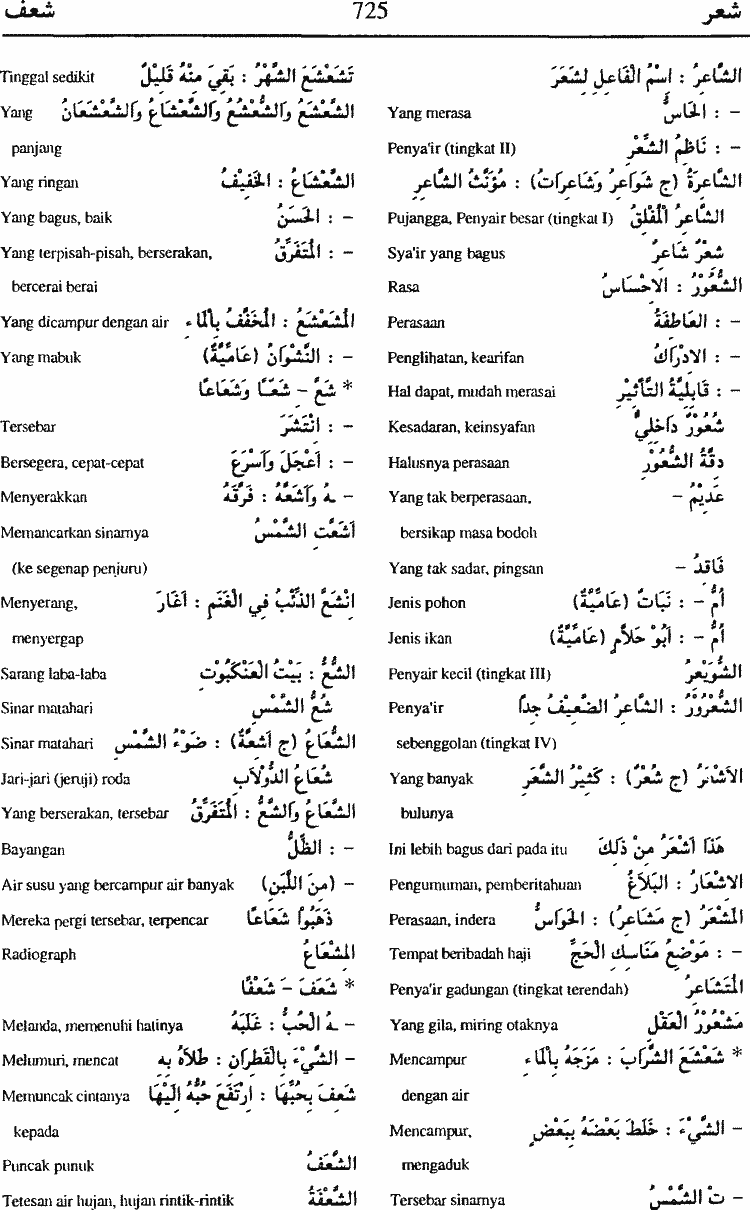 شعر 725 شعف
الشَّاعِرُ : اسْمُ الْفَاعِلِ لِشَعَرَ
- : الحَاسُّ Yang merasa
- : نَاظِمُ الشِّعْرِ Penya'ir (tingkat II)
الشَّاعِرَةُ (ج شَوَاعِرُ وَشَاعِرَاتُ) : مُؤَنَّثُ الشَّاعِرِ
الشَّاعِرُ الْمُفْلِقُ Pujangga, Penyair besar (tingkat I)
شِعْرٌ شَاعِرٌ Sya'ir yang bagus
الشُّعُوْرُ : الاِحْسَاسُ Rasa
- : العَاطِفَةُ Perasaan
- : الاِدْرَاكُ Penglihatan, kearifan
- : قَابِلِيَّةُ التَّأْثِيْرِ Hal dapat, mudah merasai
شُعُوْرٌ دَاخِلِيٌّ Kesadaran, keinsyafan
دِقَّةُ الشُّعُوْرِ Halusnya perasaan
عَدِيْمُ - Yang tak berperasaan,
bersikap masa bodoh
فَاقِدُ - Yang tak sadar, pingsan
أُمُّ - : نَبَاتٌ (عَامِّيَّةٌ) Jenis pohon
أُمُّ - : أَبُوْ حَلاَّمٍ (عَامِّيَّةٌ) Jenis ikan
الشُّوَيْعِرُ Penyair kecil (tingkat III)
الشُّعْرُوْرُ : الشَّاعِرُ الضَّعِيْفُ جِدًّا Penya'ir
sebenggolan (tingkat IV)
الاَشْعَرُ (ج شُعْرٌ) : كَثِيْرُ الشَّعَرِ Yang banyak
bulunya
هَذَا أَشْعَرُ مِنْ ذَلِكَ Ini lebih bagus dari pada itu
الاِشْعَارُ : البَلاَغُ Pengumuman, pemberitahuan
الْمَشْعَرُ (ج مَشَاعِرُ) : الحَوَاسُّ Perasaan, indera
- : مَوْضِعُ مَنَاسِكِ الْحَجِّ Tempat beribadah haji
الْمُتَشَاعِرُ Penya'ir gadungan (tingkat terendah)
مَشْعُوْرُ الْعَقْلِ Yang gila, miring otaknya
* شَعْشَعَ الشَّرَابَ : مَزَجَهُ بِالْمَاءِ Mencampur
dengan air
- الشَّيْءَ : خَلَطَ بَعْضَهُ بِبَعْضٍ Mencampur,
mengaduk
- تِ الشَّمْسُ Tersebar sinarnya
تَشَعْشَعَ الشَّهْرُ : بَقِيَ مِنْهُ قَلِيْلٌ Tinggal sedikit
الشَّعْشَعُ وَالشَّعْشُعُ وَالشَّعْشَاعُ وَالشَّعْشَعَانُ Yang
panjang
الشَّعْشَاعُ : الخَفِيْفُ Yang ringan
- : الحَسَنُ Yang bagus, baik
- : الْمُتَفَرِّقُ Yang terpisah-pisah, berserakan,
bercerai berai
الْمُشَعْشَعُ : الْمُخَفَّفُ بِالْمَاءِ Yang dicampur dengan air
- : النَّشْوَانُ (عَامِّيَّةٌ) Yang mabuk
* شَعَّ - شَعًّا وَشَعَاعًا
- : انْتَشَرَ Tersebar
- : أَعْجَلَ وَأَسْرَعَ Bersegera, cepat-cepat
- هُ وَأَشَعَّهُ : فَرَّقَهُ Menyerakkan
أَشَعَّتِ الشَّمْسُ Memancarkan sinarnya
(ke segenap penjuru)
انْشَعَّ الذِّئْبُ فِي الْغَنَمِ : أَغَارَ Menyerang,
menyergap
الشُّعُّ : بَيْتُ الْعَنْكَبُوْتِ Sarang laba-laba
شُعُّ الشَّمْسِ Sinar matahari
الشُّعَاعُ (ج أَشِعَّةٌ) : ضَوْءُ الشَّمْسِ Sinar matahari
شُعَاعُ الدُّوْلاَبِ Jari-jari (jeruji) roda
الشَّعَاعُ وَالشَّعُّ : الْمُتَفَرِّقُ Yang berserakan, tersebar
- : الظِّلُّ Bayangan
- (مِنَ اللَّبَنِ) Air susu yang bercampur air banyak
ذَهَبُوْا شَعَاعًا Mereka pergi tersebar, terpencar
الْمِشْعَاعُ Radiograph
* شَعَفَ - شَعْفًا
- هُ الْحُبُّ : غَلَبَهُ Melanda, memenuhi hatinya
- الشَّيْءَ بِالْقَطِرَانِ : طَلاَهُ بِهِ Melumuri, mencat
شَعِفَ بِحُبِّهَا : ارْتَفَعَ حُبُّهُ اِلَيْهَا Memuncak cintanya
kepada
الشَّعَفُ Puncak punuk
الشَّعْفَةُ Tetesan air hujan, hujan rintik-rintik